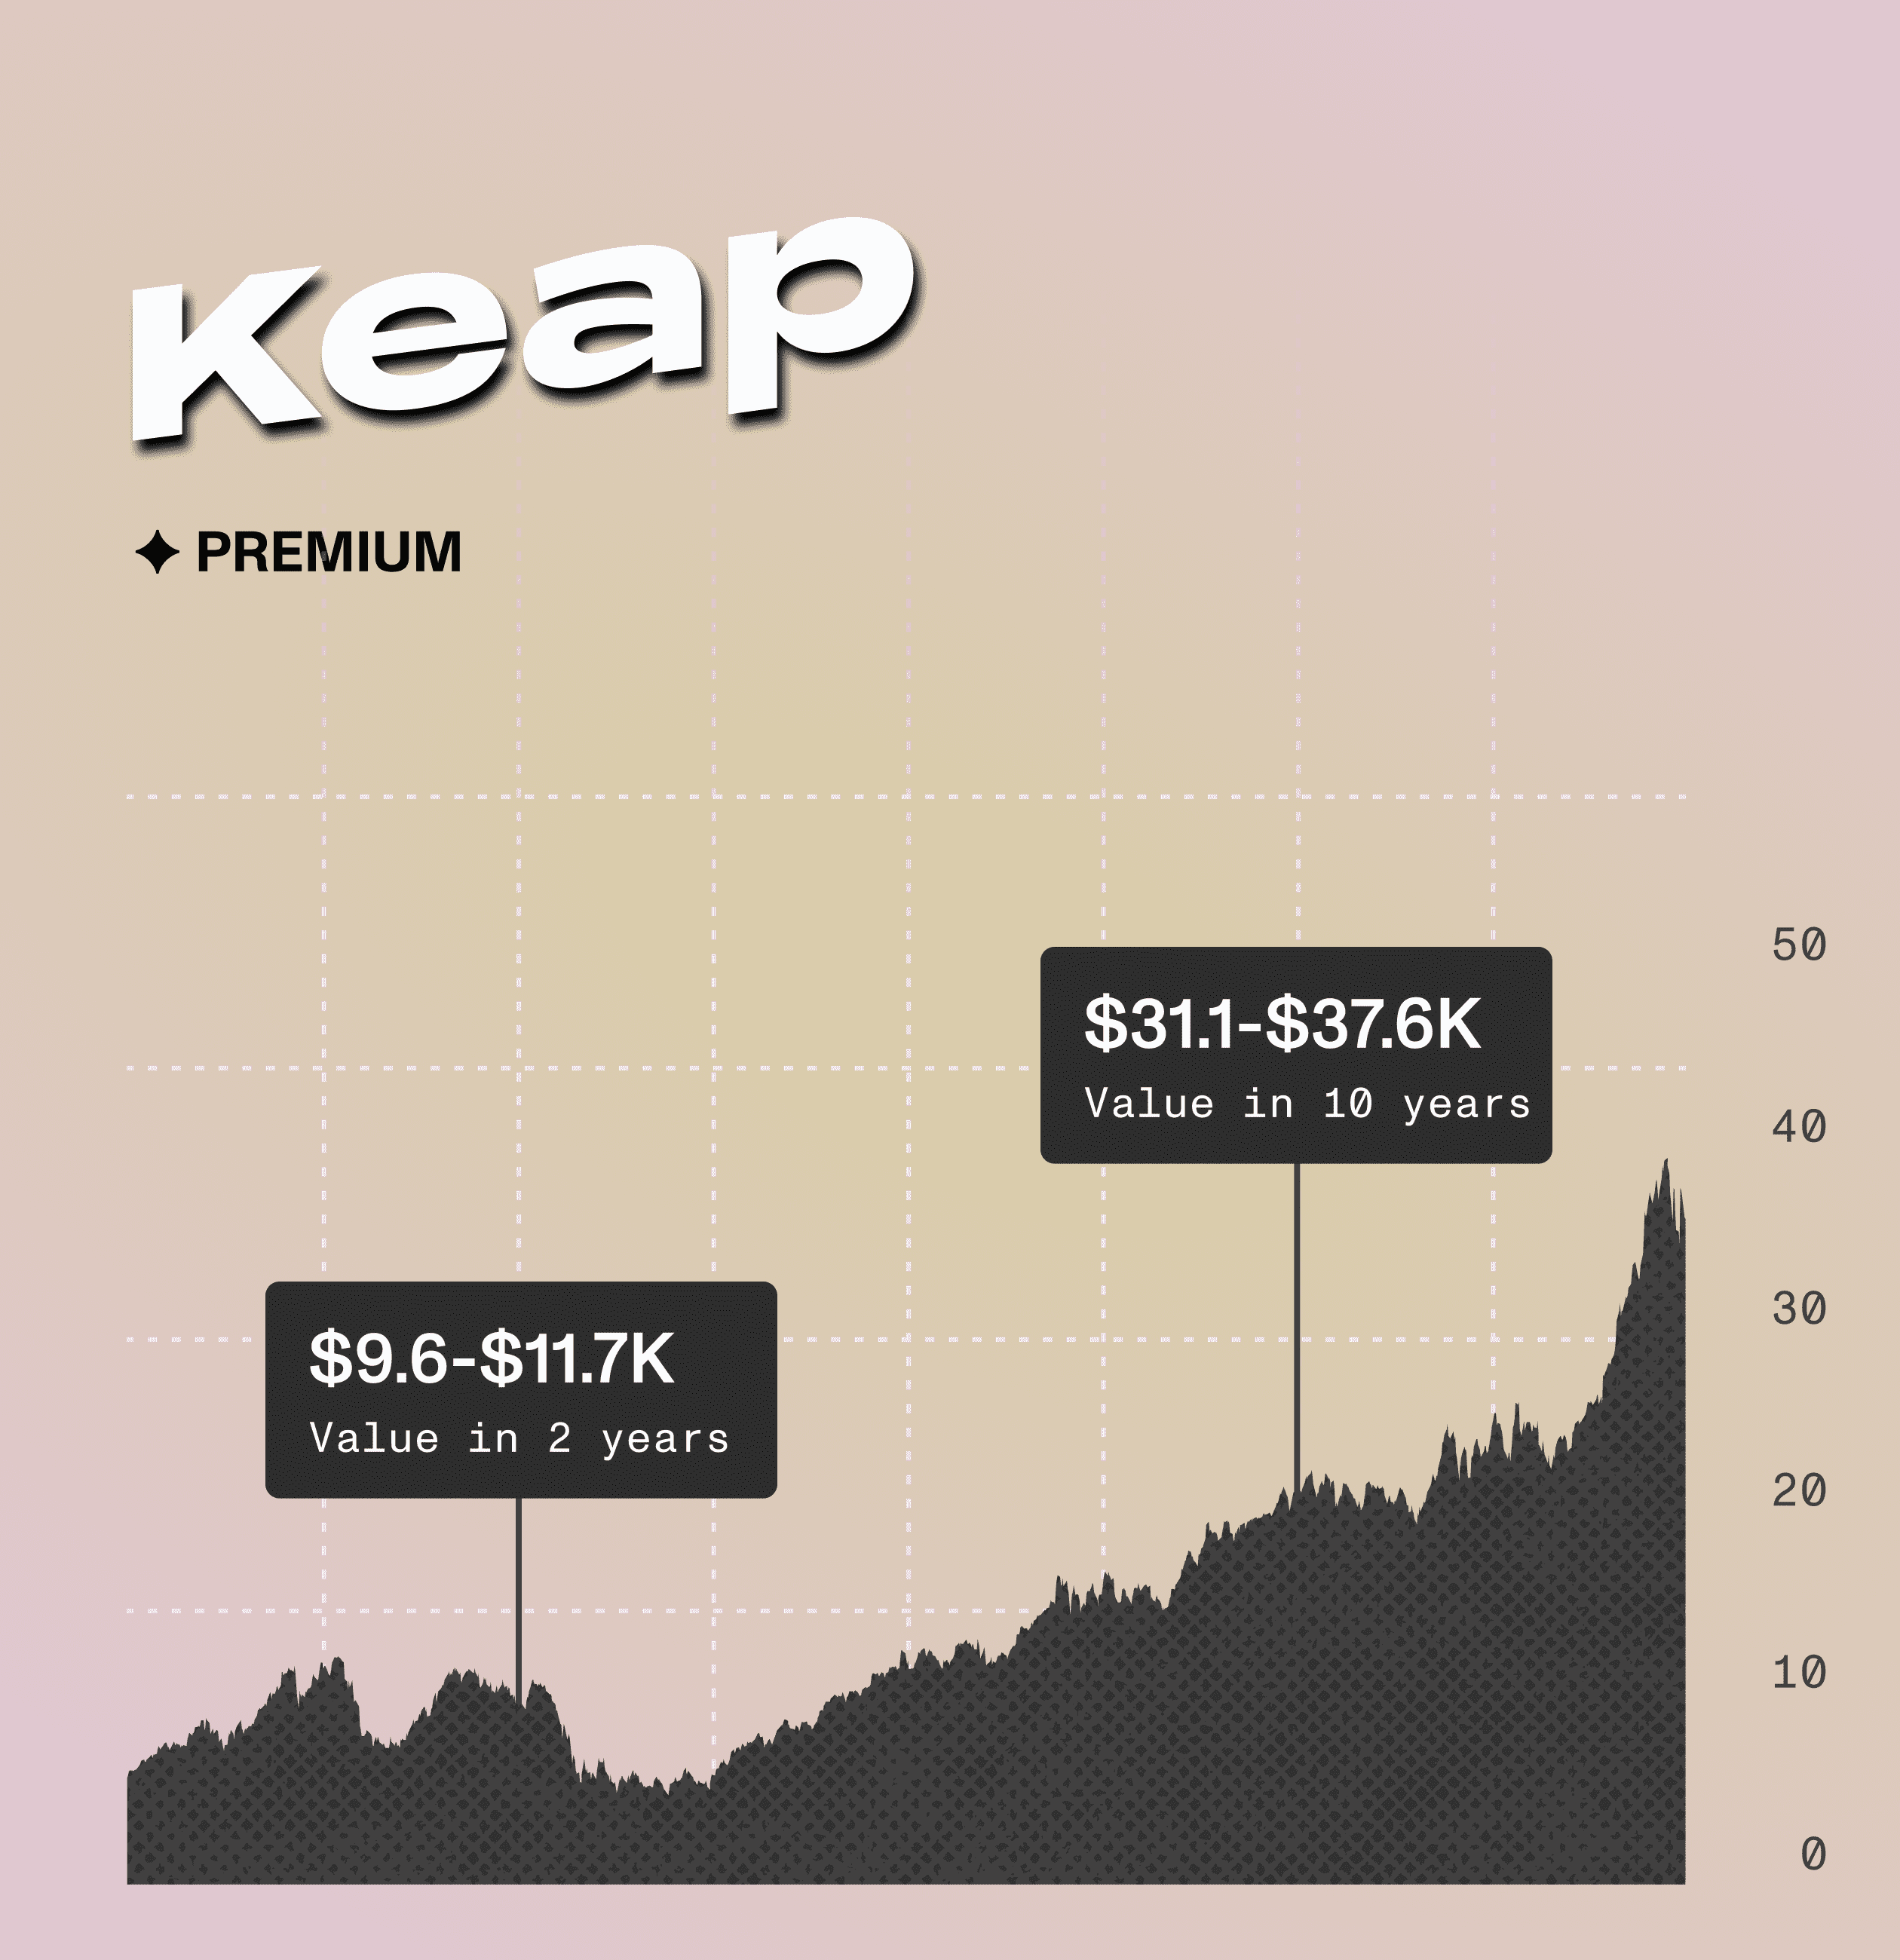 Keap
PREMIUM
50
$31.1-$37.6K
Value in 10 years
40
30
$9.6-$11.7K
Value in 2 years
20
10
0